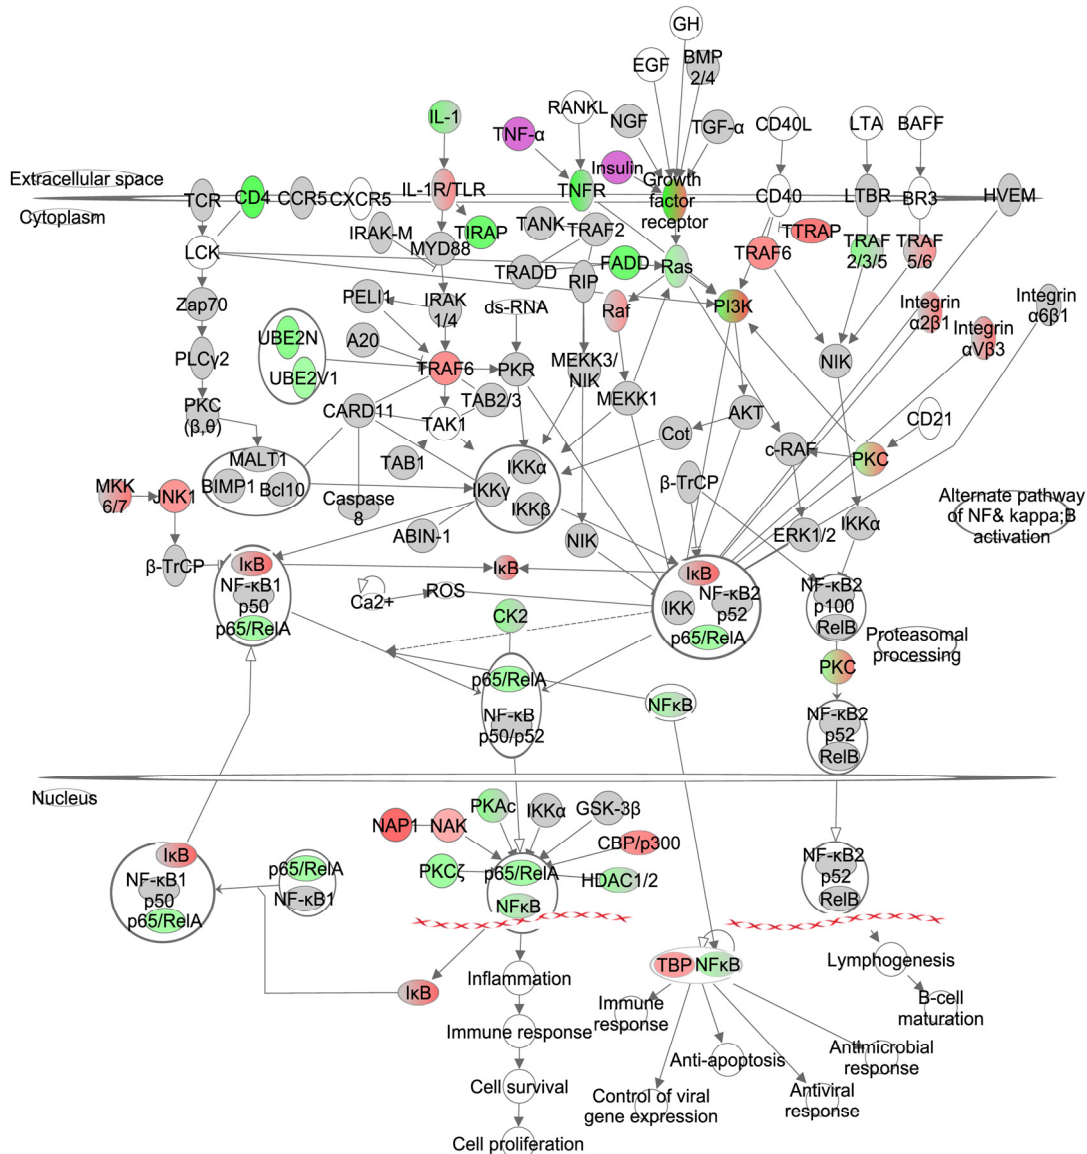 GH
EGF
BMP
2/4
IL-1
TNF-α
RANKL
NGF
TGF-α
CD40L
LTA
BAFF
Insulin
Extracellular space
TCR
CD4
CCR5
CXCR5
IL-1R/TLR
TNFR
Growth
factor
receptor
CD40
LTBR
BR3
HVEM
Cytoplasm
LCK
IRAK-M
MYD88
TIRAP
TANK
TRAF2
TRADD
FADD
RIP
Ras
TTRAP
TRAF6
TRAF
2/3/5
TRAF
5/6
Zap70
PELI1
IRAK
1/4
ds-RNA
Raf
PI3K
Integrin
α2β1
Integrin
αVβ3
Integrin
α6β1
UBE2N
UBE2V1
A20
TRAF6
PKR
MEKK3/
NIK
NIK
PLCγ2
PKC
(β,θ)
CARD11
TAB2/3
TAK1
MEKK1
AKT
CD21
Cot
c-RAF
PKC
MALT1
BIMP1
Bcl10
TAB1
IKKα
IKKγ
IKKβ
β-TrCP
MKK
6/7
JNK1
Caspase
8
ABIN-1
NIK
ERK1/2
IKKα
Alternate pathway
of NF& kappa;B
activation
β-TrCP
IκB
NF-κB1
p50
p65/RelA
IκB
Ca2+
ROS
IκB
NF-κB2
p52
IKK
p65/RelA
NF-κB2
p100
RelB
CK2
Proteasomal
processing
PKC
p65/RelA
NF-κB
p50/p52
NFκB
NF-κB2
p52
RelB
Nucleus
NAP1
NAK
PKAc
IKKα
GSK-3β
CBP/p300
PKCζ
p65/RelA
HDAC1/2
NFκB
IκB
NF-κB1
p50
p65/RelA
p65/RelA
NF-κB1
NF-κB2
p52
RelB
IκB
Inflammation
Immune response
Cell survival
Cell proliferation
TBP
NFκB
Immune
response
Anti-apoptosis
Control of viral
gene expression
Antiviral
response
Antimicrobial
response
Lymphogenesis
B-cell
maturation